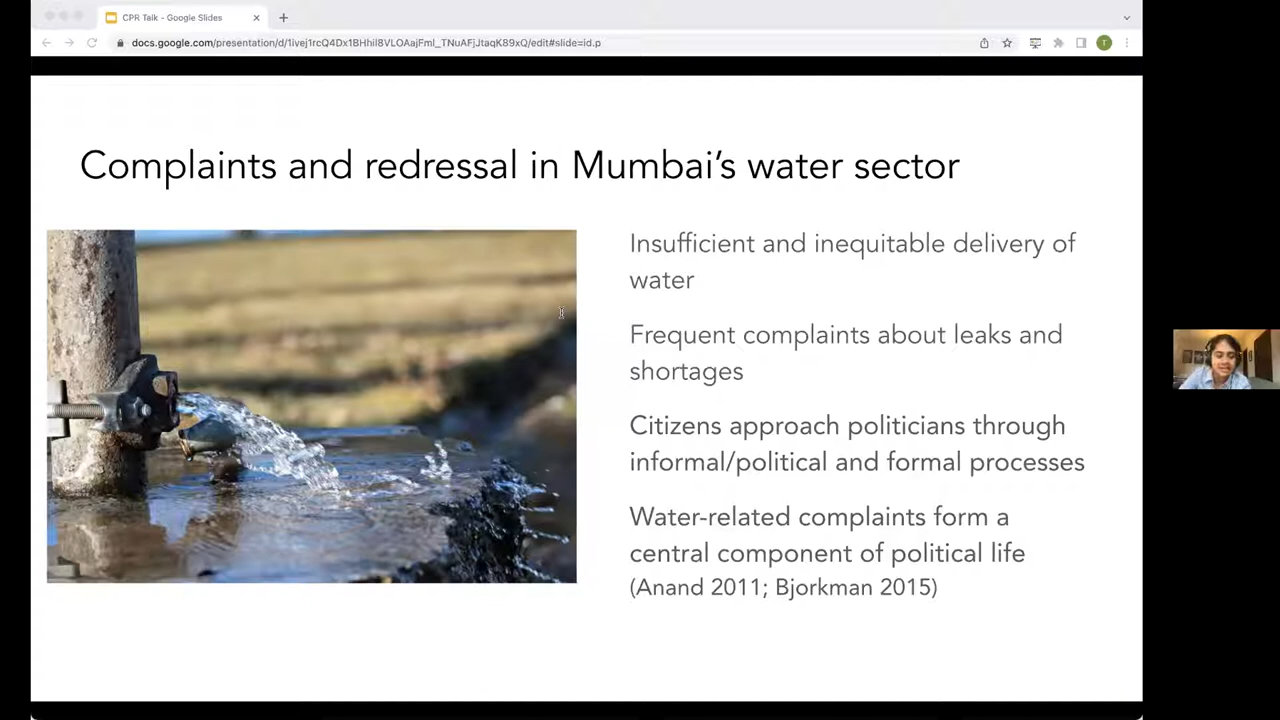 CPR Talk - Google Slides
docs.google.com/presentation/d/1ivej1rcQ4Dx1BHhil8VLOAajFml_TNuAFjJtaqK89xQ/edit#slide=id.p
T
Complaints and redressal in Mumbai's water sector
Insufficient and inequitable delivery of
water
Frequent complaints about leaks and
shortages
Citizens approach politicians through
informal/political and formal processes
Water-related complaints form a
central component of political life
(Anand 2011; Bjorkman 2015)